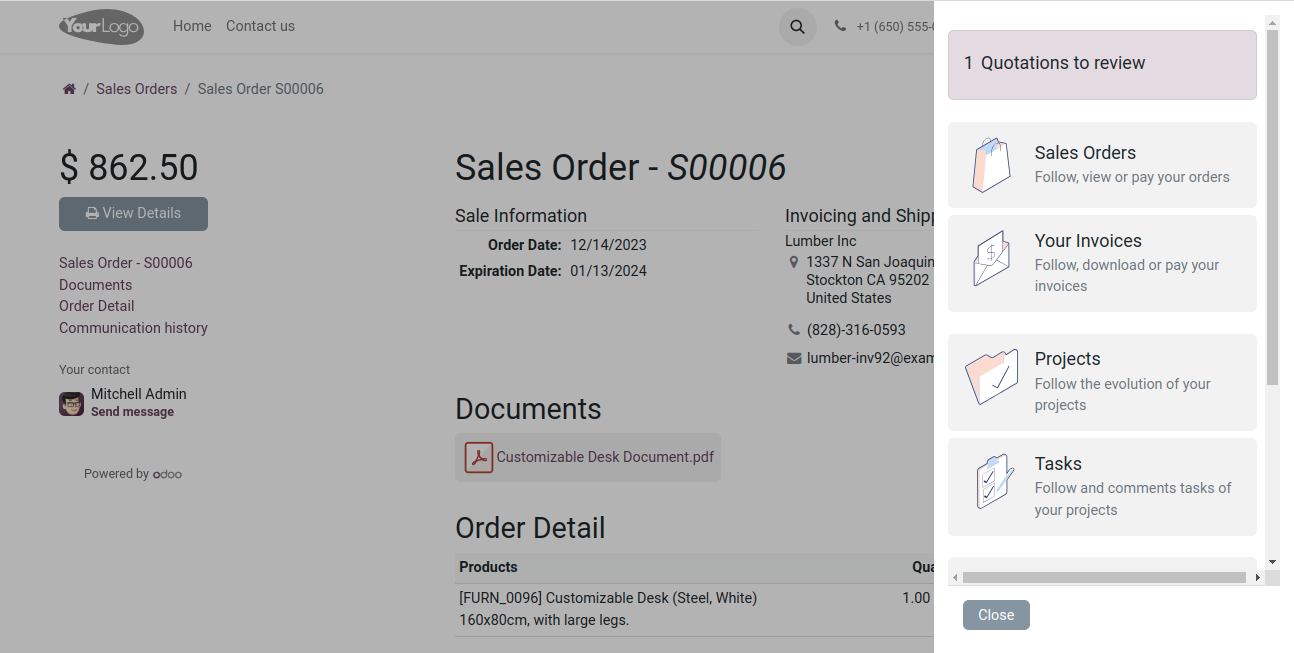 YourLogo
Home
Contact us
+1 (650) 555-0
/ Sales Orders / Sales Order S00006
$ 862.50
View Details
Sales Order - S00006
Documents
Order Detail
Communication history
Your contact
Mitchell Admin
Send message
Powered by odoo
Sales Order - S00006
Sale Information
Order Date: 12/14/2023
Expiration Date: 01/13/2024
Invoicing and Shipp
Lumber Inc
1337 N San Joaquin
Stockton CA 95202
United States
(828)-316-0593
lumber-inv92@exam
Documents
Customizable Desk Document.pdf
Order Detail
Products
Qua
[FURN_0096] Customizable Desk (Steel, White)
1.00
160x80cm, with large legs.
1 Quotations to review
Sales Orders
Follow, view or pay your orders
Your Invoices
$
Follow, download or pay your
invoices
Projects
Follow the evolution of your
projects
Tasks
Follow and comments tasks of
your projects
Close